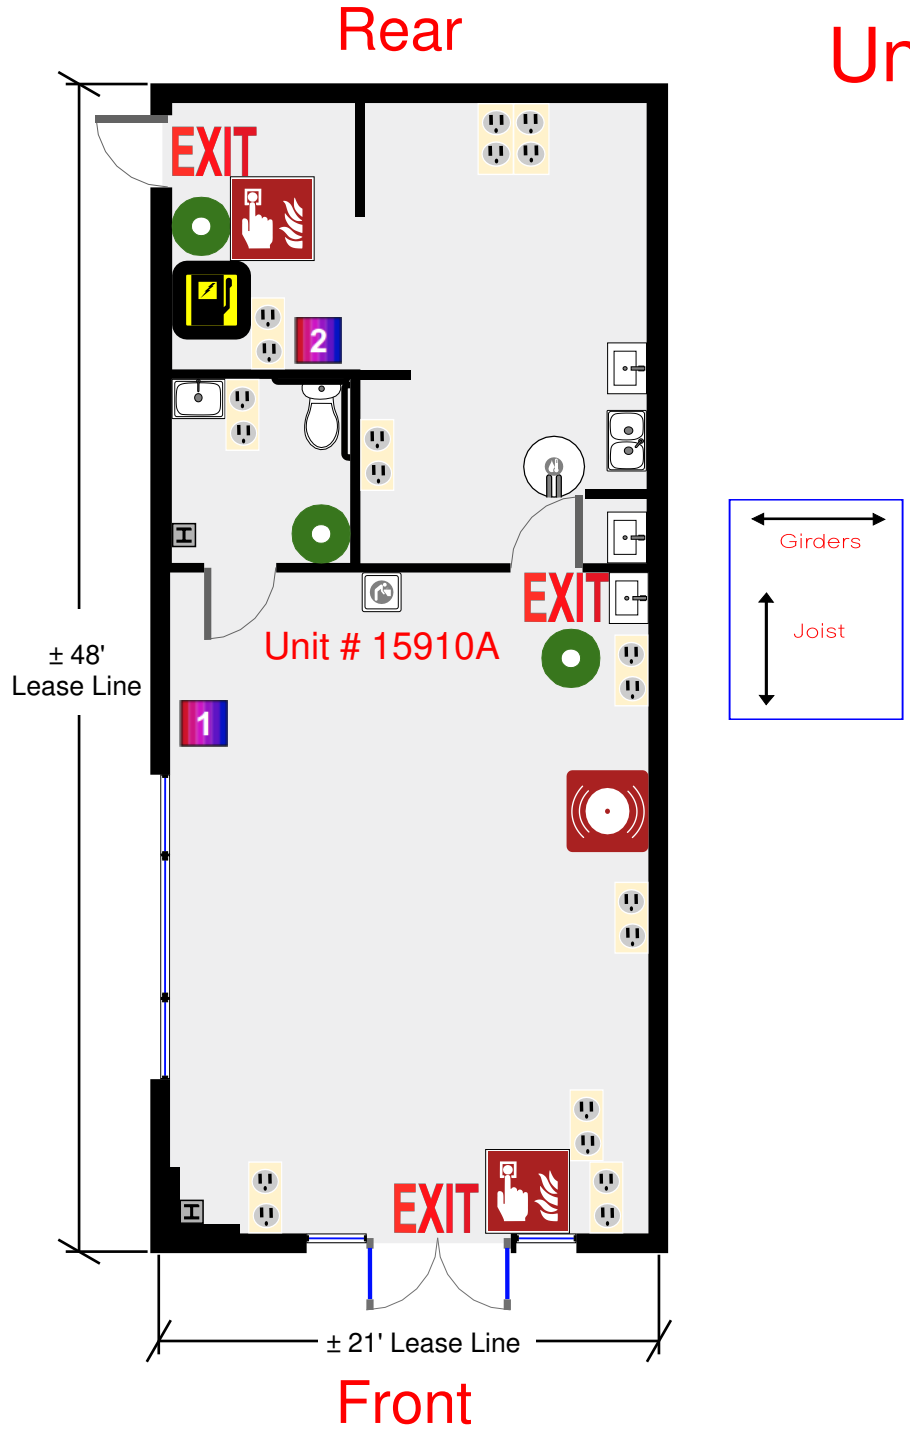 Rear
Ur
EXIT
2
H
EXIT
Unit # 15910A
Girders
Joist
± 48'
Lease Line
1
H
EXIT
± 21' Lease Line
Front